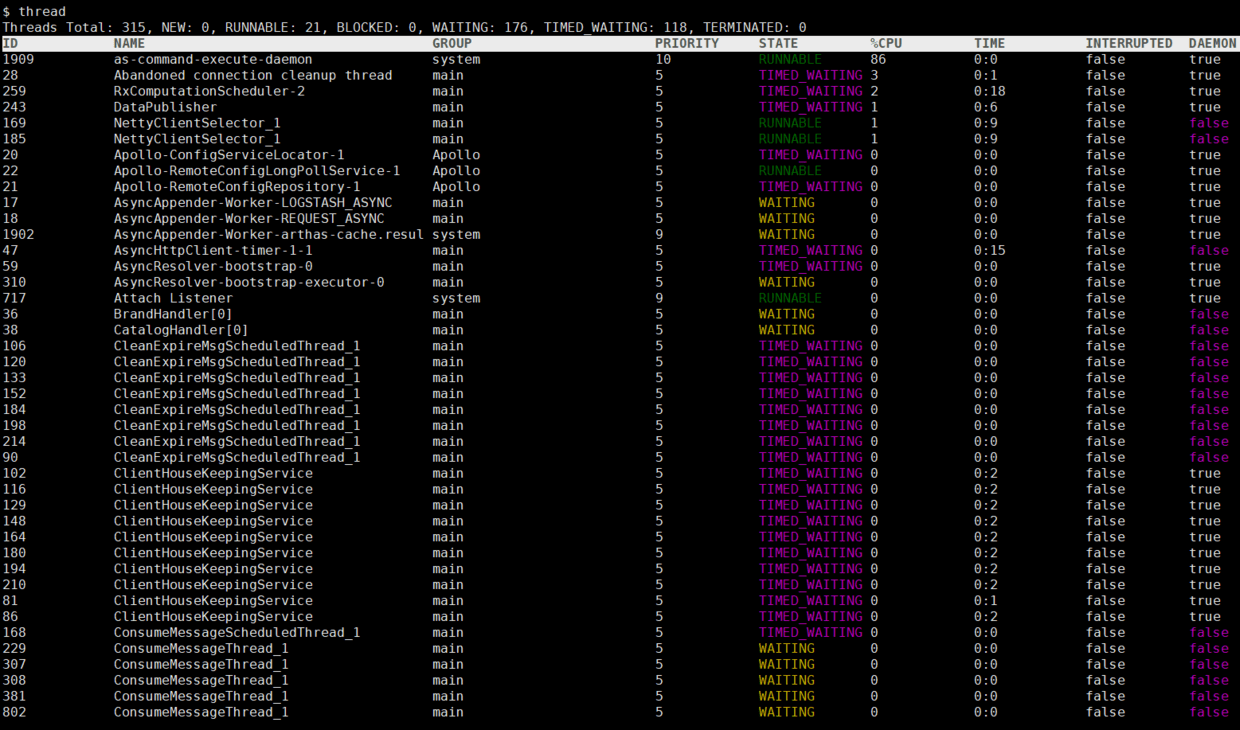 $ thread
Threads Total: 315, NEW: 0, RUNNABLE: 21, BLOCKED: 0, WAITING: 176, TIMED_WAITING: 118, TERMINATED: 0
ID NAME GROUP PRIORITY STATE %CPU TIME INTERRUPTED DAEMON
1909 as-command-execute-daemon system 10 RUNNABLE 86 0:0 false true
28 Abandoned connection cleanup thread main 5 TIMED_WAITING 3 0:1 false true
259 RxComputationScheduler-2 main 5 TIMED_WAITING 2 0:18 false true
243 DataPublisher main 5 TIMED_WAITING 1 0:6 false true
169 NettyClientSelector_1 main 5 RUNNABLE 1 0:9 false false
185 NettyClientSelector_1 main 5 RUNNABLE 1 0:9 false false
20 Apollo-ConfigServiceLocator-1 Apollo 5 TIMED_WAITING 0 0:0 false true
22 Apollo-RemoteConfigLongPollService-1 Apollo 5 RUNNABLE 0 0:0 false true
21 Apollo-RemoteConfigRepository-1 Apollo 5 TIMED_WAITING 0 0:0 false true
17 AsyncAppender-Worker-LOGSTASH_ASYNC main 5 WAITING 0 0:0 false true
18 AsyncAppender-Worker-REQUEST_ASYNC main 5 WAITING 0 0:0 false true
1902 AsyncAppender-Worker-arthas-cache.resul system 9 WAITING 0 0:0 false true
47 AsyncHttpClient-timer-1-1 main 5 TIMED_WAITING 0 0:15 false false
59 AsyncResolver-bootstrap-0 main 5 TIMED_WAITING 0 0:0 false true
310 AsyncResolver-bootstrap-executor-0 main 5 WAITING 0 0:0 false true
717 Attach Listener system 9 RUNNABLE 0 0:0 false true
36 BrandHandler[0] main 5 WAITING 0 0:0 false false
38 CatalogHandler[0] main 5 WAITING 0 0:0 false false
106 CleanExpireMsgScheduledThread_1 main 5 TIMED_WAITING 0 0:0 false false
120 CleanExpireMsgScheduledThread_1 main 5 TIMED_WAITING 0 0:0 false false
133 CleanExpireMsgScheduledThread_1 main 5 TIMED_WAITING 0 0:0 false false
152 CleanExpireMsgScheduledThread_1 main 5 TIMED_WAITING 0 0:0 false false
184 CleanExpireMsgScheduledThread_1 main 5 TIMED_WAITING 0 0:0 false false
198 CleanExpireMsgScheduledThread_1 main 5 TIMED_WAITING 0 0:0 false false
214 CleanExpireMsgScheduledThread_1 main 5 TIMED_WAITING 0 0:0 false false
90 CleanExpireMsgScheduledThread_1 main 5 TIMED_WAITING 0 0:0 false false
102 ClientHouseKeepingService main 5 TIMED_WAITING 0 0:2 false true
116 ClientHouseKeepingService main 5 TIMED_WAITING 0 0:2 false true
129 ClientHouseKeepingService main 5 TIMED_WAITING 0 0:2 false true
148 ClientHouseKeepingService main 5 TIMED_WAITING 0 0:2 false true
164 ClientHouseKeepingService main 5 TIMED_WAITING 0 0:2 false true
180 ClientHouseKeepingService main 5 TIMED_WAITING 0 0:2 false true
194 ClientHouseKeepingService main 5 TIMED_WAITING 0 0:2 false true
210 ClientHouseKeepingService main 5 TIMED_WAITING 0 0:2 false true
81 ClientHouseKeepingService main 5 TIMED_WAITING 0 0:1 false true
86 ClientHouseKeepingService main 5 TIMED_WAITING 0 0:2 false true
168 ConsumeMessageScheduledThread_1 main 5 TIMED_WAITING 0 0:0 false false
229 ConsumeMessageThread_1 main 5 WAITING 0 0:0 false false
307 ConsumeMessageThread_1 main 5 WAITING 0 0:0 false false
308 ConsumeMessageThread_1 main 5 WAITING 0 0:0 false false
381 ConsumeMessageThread_1 main 5 WAITING 0 0:0 false false
802 ConsumeMessageThread_1 main 5 WAITING 0 0:0 false false